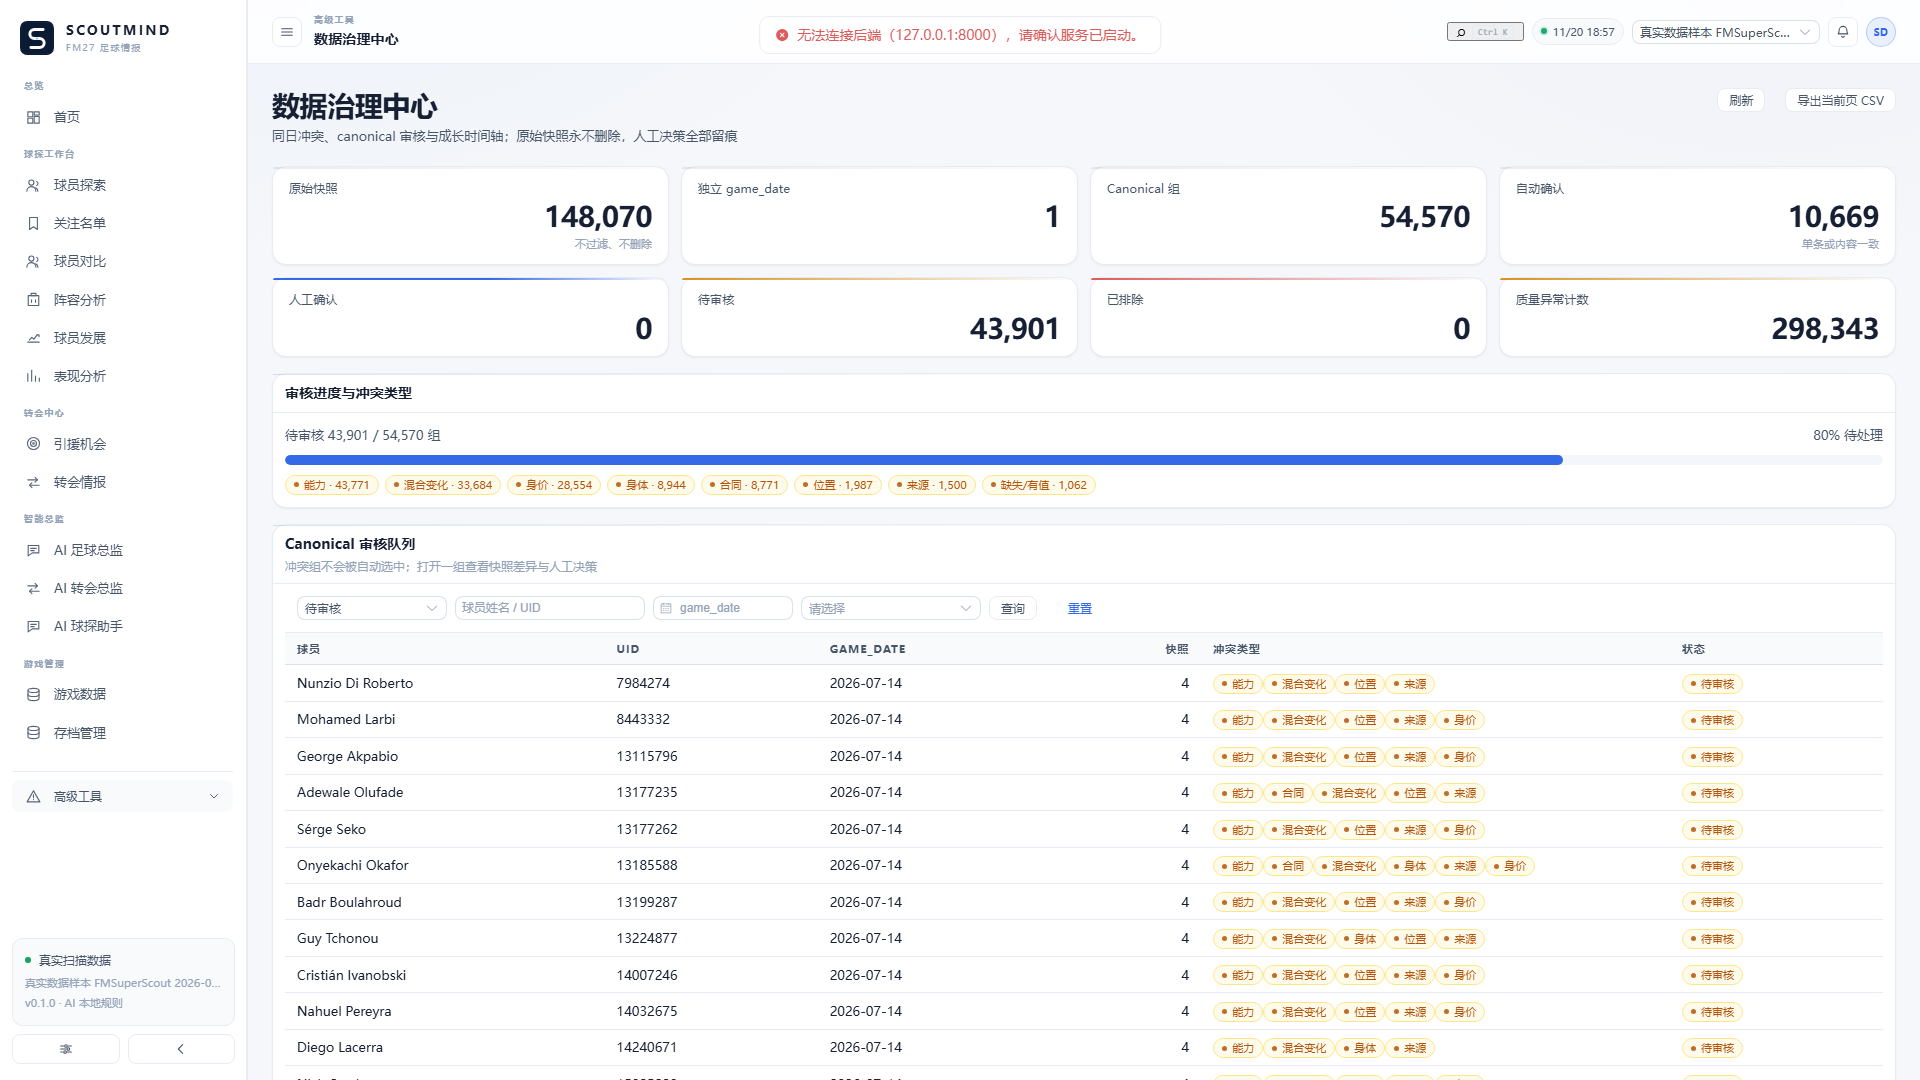 SCOUTMIND
FM27 足球情报
总览
首页
球探工作台
球员探索
关注名单
球员对比
阵容分析
球员发展
表现分析
转会中心
引援机会
转会情报
智能总监
AI 足球总监
AI 转会总监
AI 球探助手
游戏管理
游戏数据
存档管理
高级工具
真实扫描数据
真实数据样本 FMSuperScout 2026-0...
v0.1.0 · AI 本地规则
高级工具
数据治理中心
无法连接后端（127.0.0.1:8000），请确认服务已启动。
Ctrl K
11/20 18:57
真实数据样本 FMSuperSc...
SD
数据治理中心
同日冲突、canonical 审核与成长时间轴；原始快照永不删除，人工决策全部留痕
刷新
导出当前页 CSV
原始快照
148,070
不过滤、不删除
独立 game_date
1
Canonical 组
54,570
自动确认
10,669
单条或内容一致
人工确认
0
待审核
43,901
已排除
0
质量异常计数
298,343
审核进度与冲突类型
待审核 43,901 / 54,570 组
80% 待处理
能力 · 43,771 混合变化 · 33,684 身价 · 28,554 身体 · 8,944 合同 · 8,771 位置 · 1,987 来源 · 1,500 缺失/有值 · 1,062
Canonical 审核队列
冲突组不会被自动选中；打开一组查看快照差异与人工决策
待审核 球员姓名 / UID game_date 请选择 查询 重置
球员 UID GAME_DATE 快照 冲突类型 状态
Nunzio Di Roberto 7984274 2026-07-14 4 能力 混合变化 位置 来源 待审核
Mohamed Larbi 8443332 2026-07-14 4 能力 混合变化 位置 来源 身价 待审核
George Akpabio 13115796 2026-07-14 4 能力 混合变化 位置 来源 身价 待审核
Adewale Olufade 13177235 2026-07-14 4 能力 合同 混合变化 位置 来源 待审核
Sérge Seko 13177262 2026-07-14 4 能力 混合变化 位置 来源 身价 待审核
Onyekachi Okafor 13185588 2026-07-14 4 能力 合同 混合变化 身体 来源 身价 待审核
Badr Boulahroud 13199287 2026-07-14 4 能力 混合变化 位置 来源 身价 待审核
Guy Tchonou 13224877 2026-07-14 4 能力 混合变化 身体 位置 来源 待审核
Cristián Ivanobski 14007246 2026-07-14 4 能力 混合变化 位置 来源 身价 待审核
Nahuel Pereyra 14032675 2026-07-14 4 能力 混合变化 位置 来源 身价 待审核
Diego Lacerra 14240671 2026-07-14 4 能力 混合变化 身体 来源 待审核